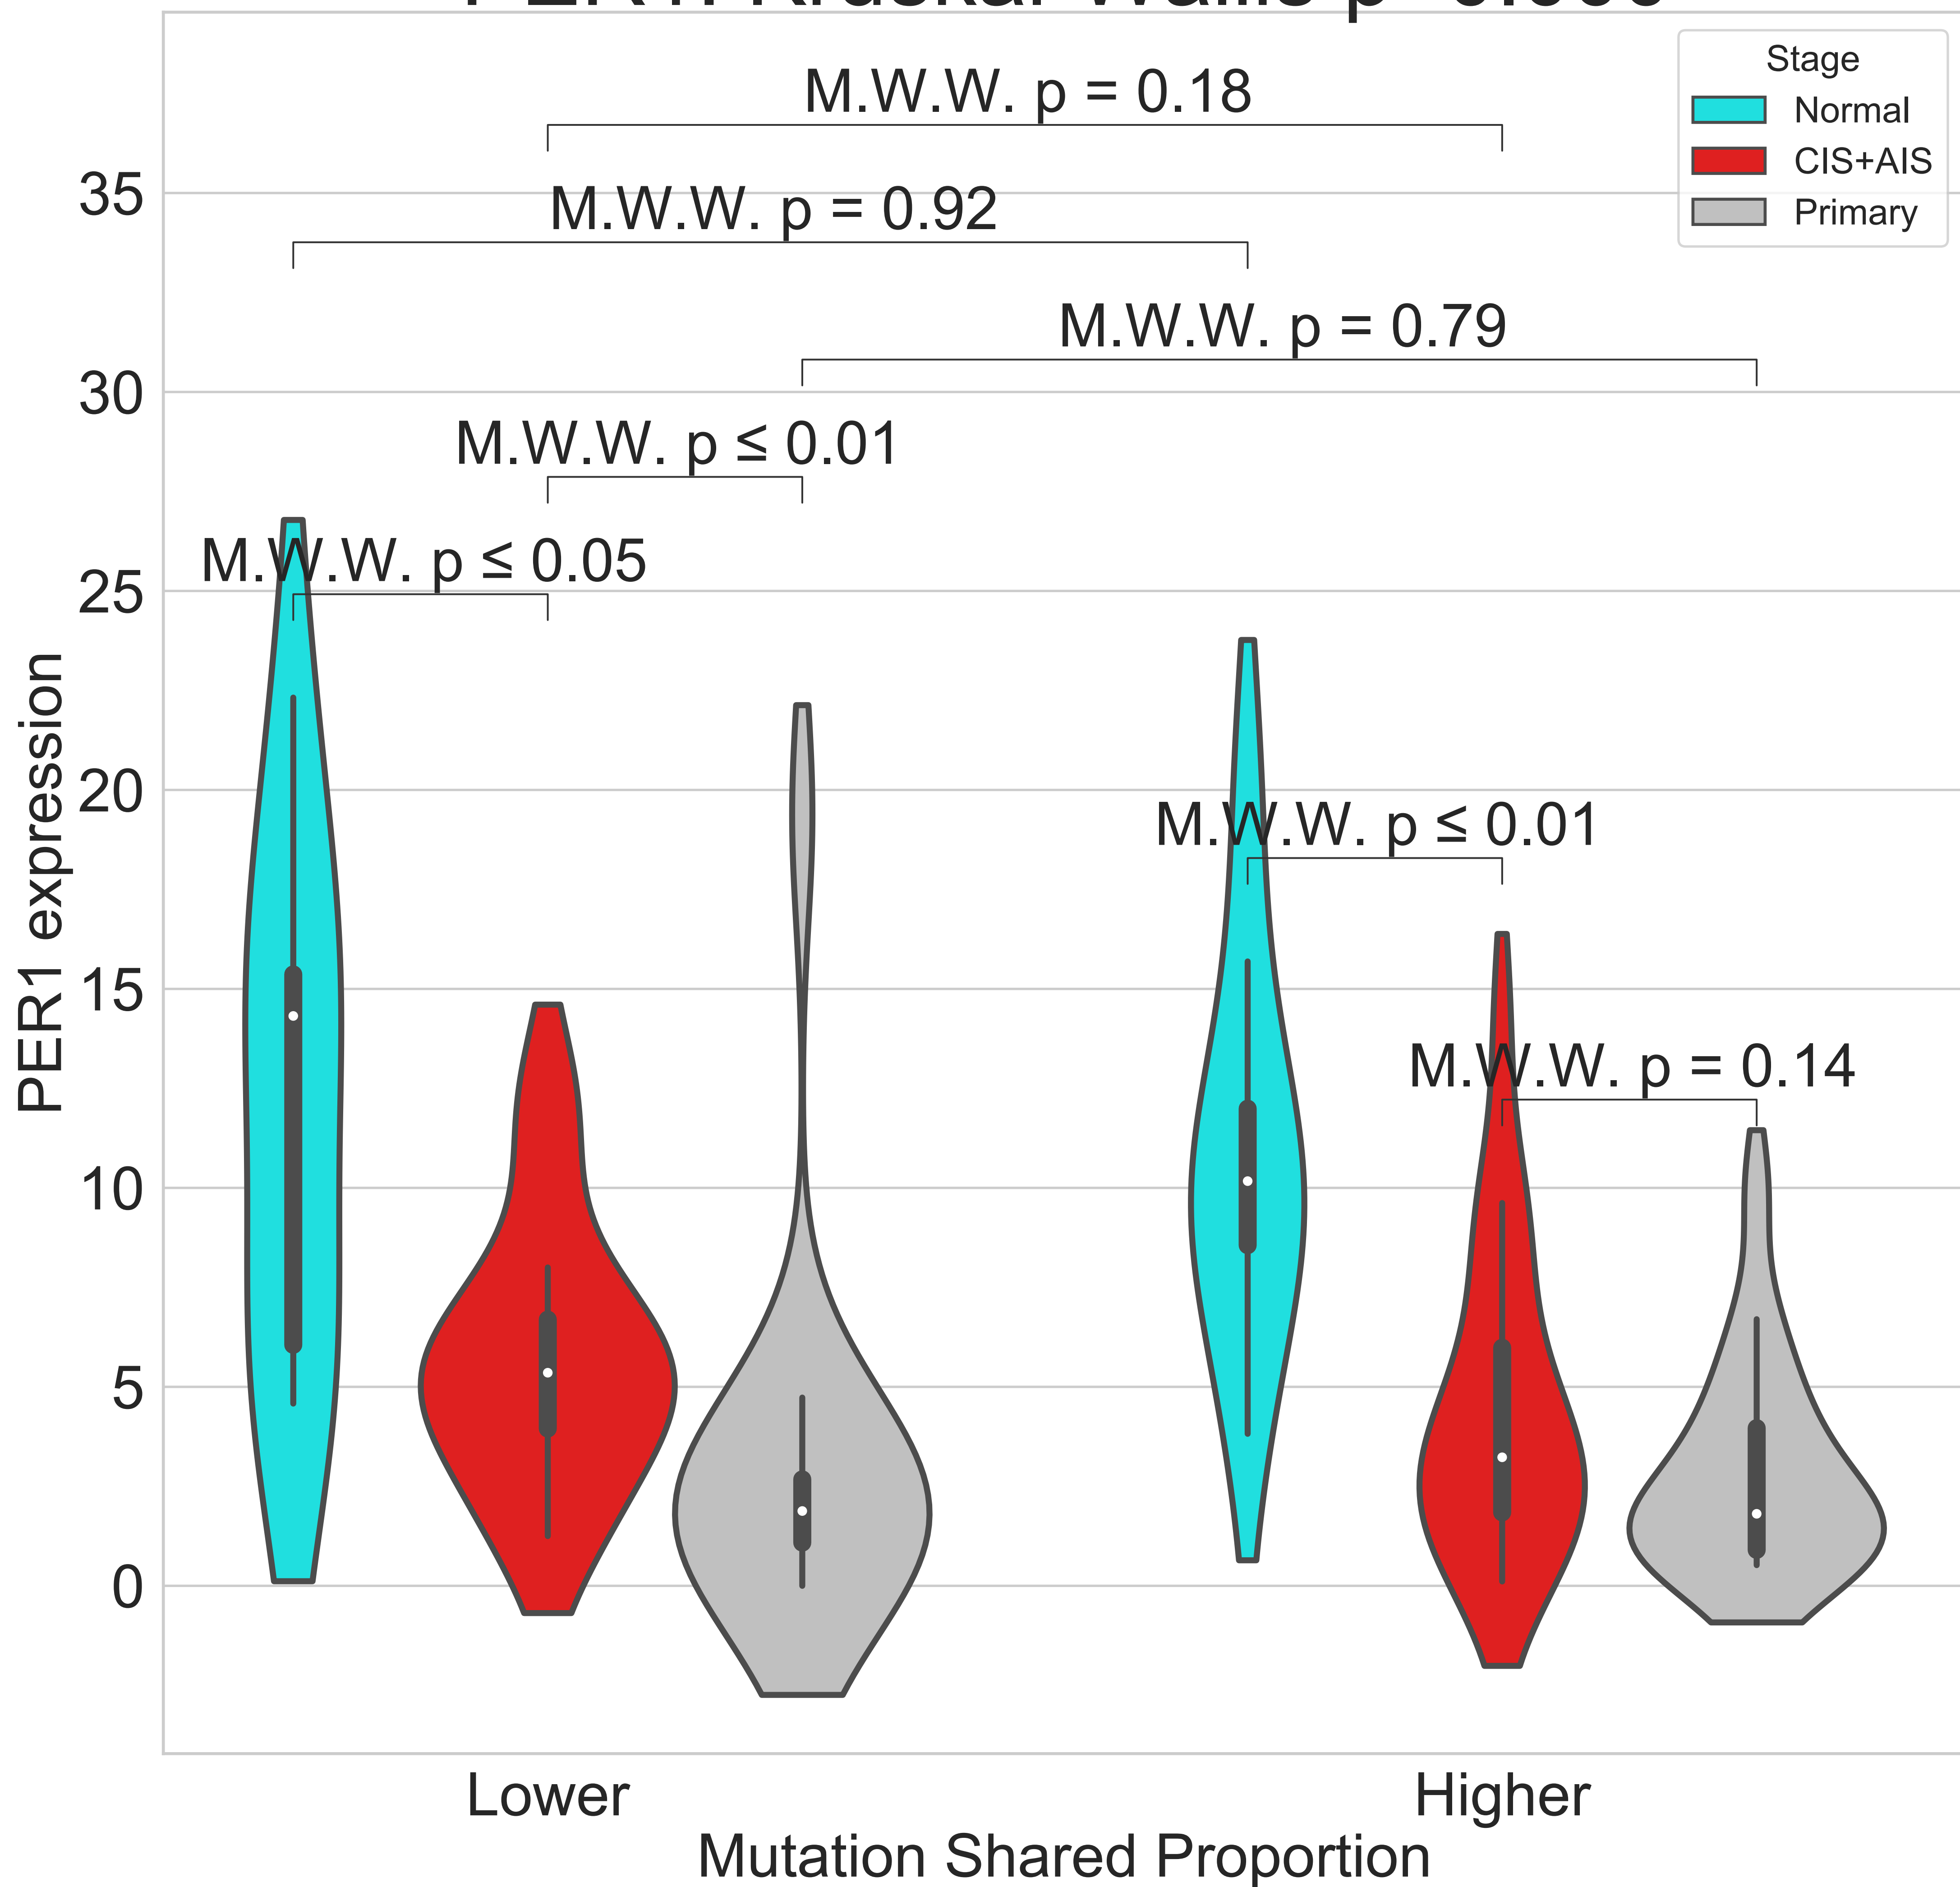 Stage
Normal
CIS+AIS
Primary
M.W.W. p = 0.18
M.W.W. p = 0.92
M.W.W. p = 0.79
M.W.W. p ≤ 0.01
M.W.W. p ≤ 0.05
M.W.W. p ≤ 0.01
M.W.W. p = 0.14
35
30
25
20
15
10
5
0
PER1 expression
Lower
Higher
Mutation Shared Proportion